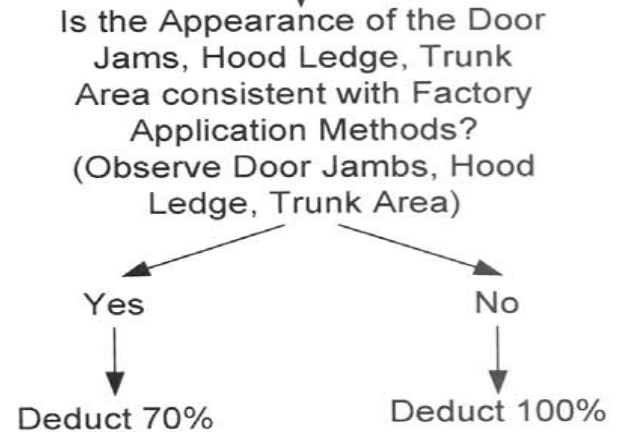 Is the Appearance of the Door
Jams, Hood Ledge, Trunk
Area consistent with Factory
Application Methods?
(Observe Door Jambs, Hood
Ledge, Trunk Area)
Yes
No
Deduct 70%
Deduct 100%